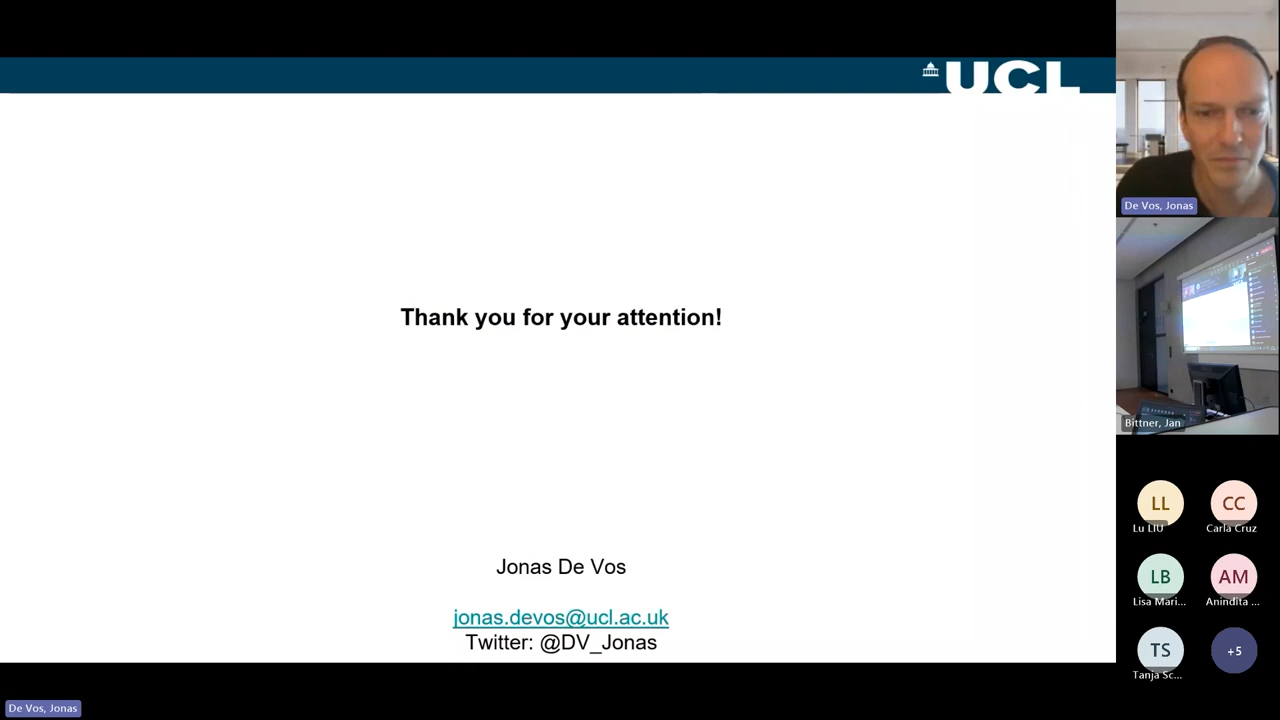 UCL
Thank you for your attention!
Jonas De Vos
jonas.devos@ucl.ac.uk
Twitter: @DV_Jonas
De Vos, Jonas
De Vos, Jonas
Bittner, Jan
LL
Lu LIU
CC
Carla Cruz
LB
Lisa Mari...
AM
Anindita ...
TS
Tanja Sc...
+5